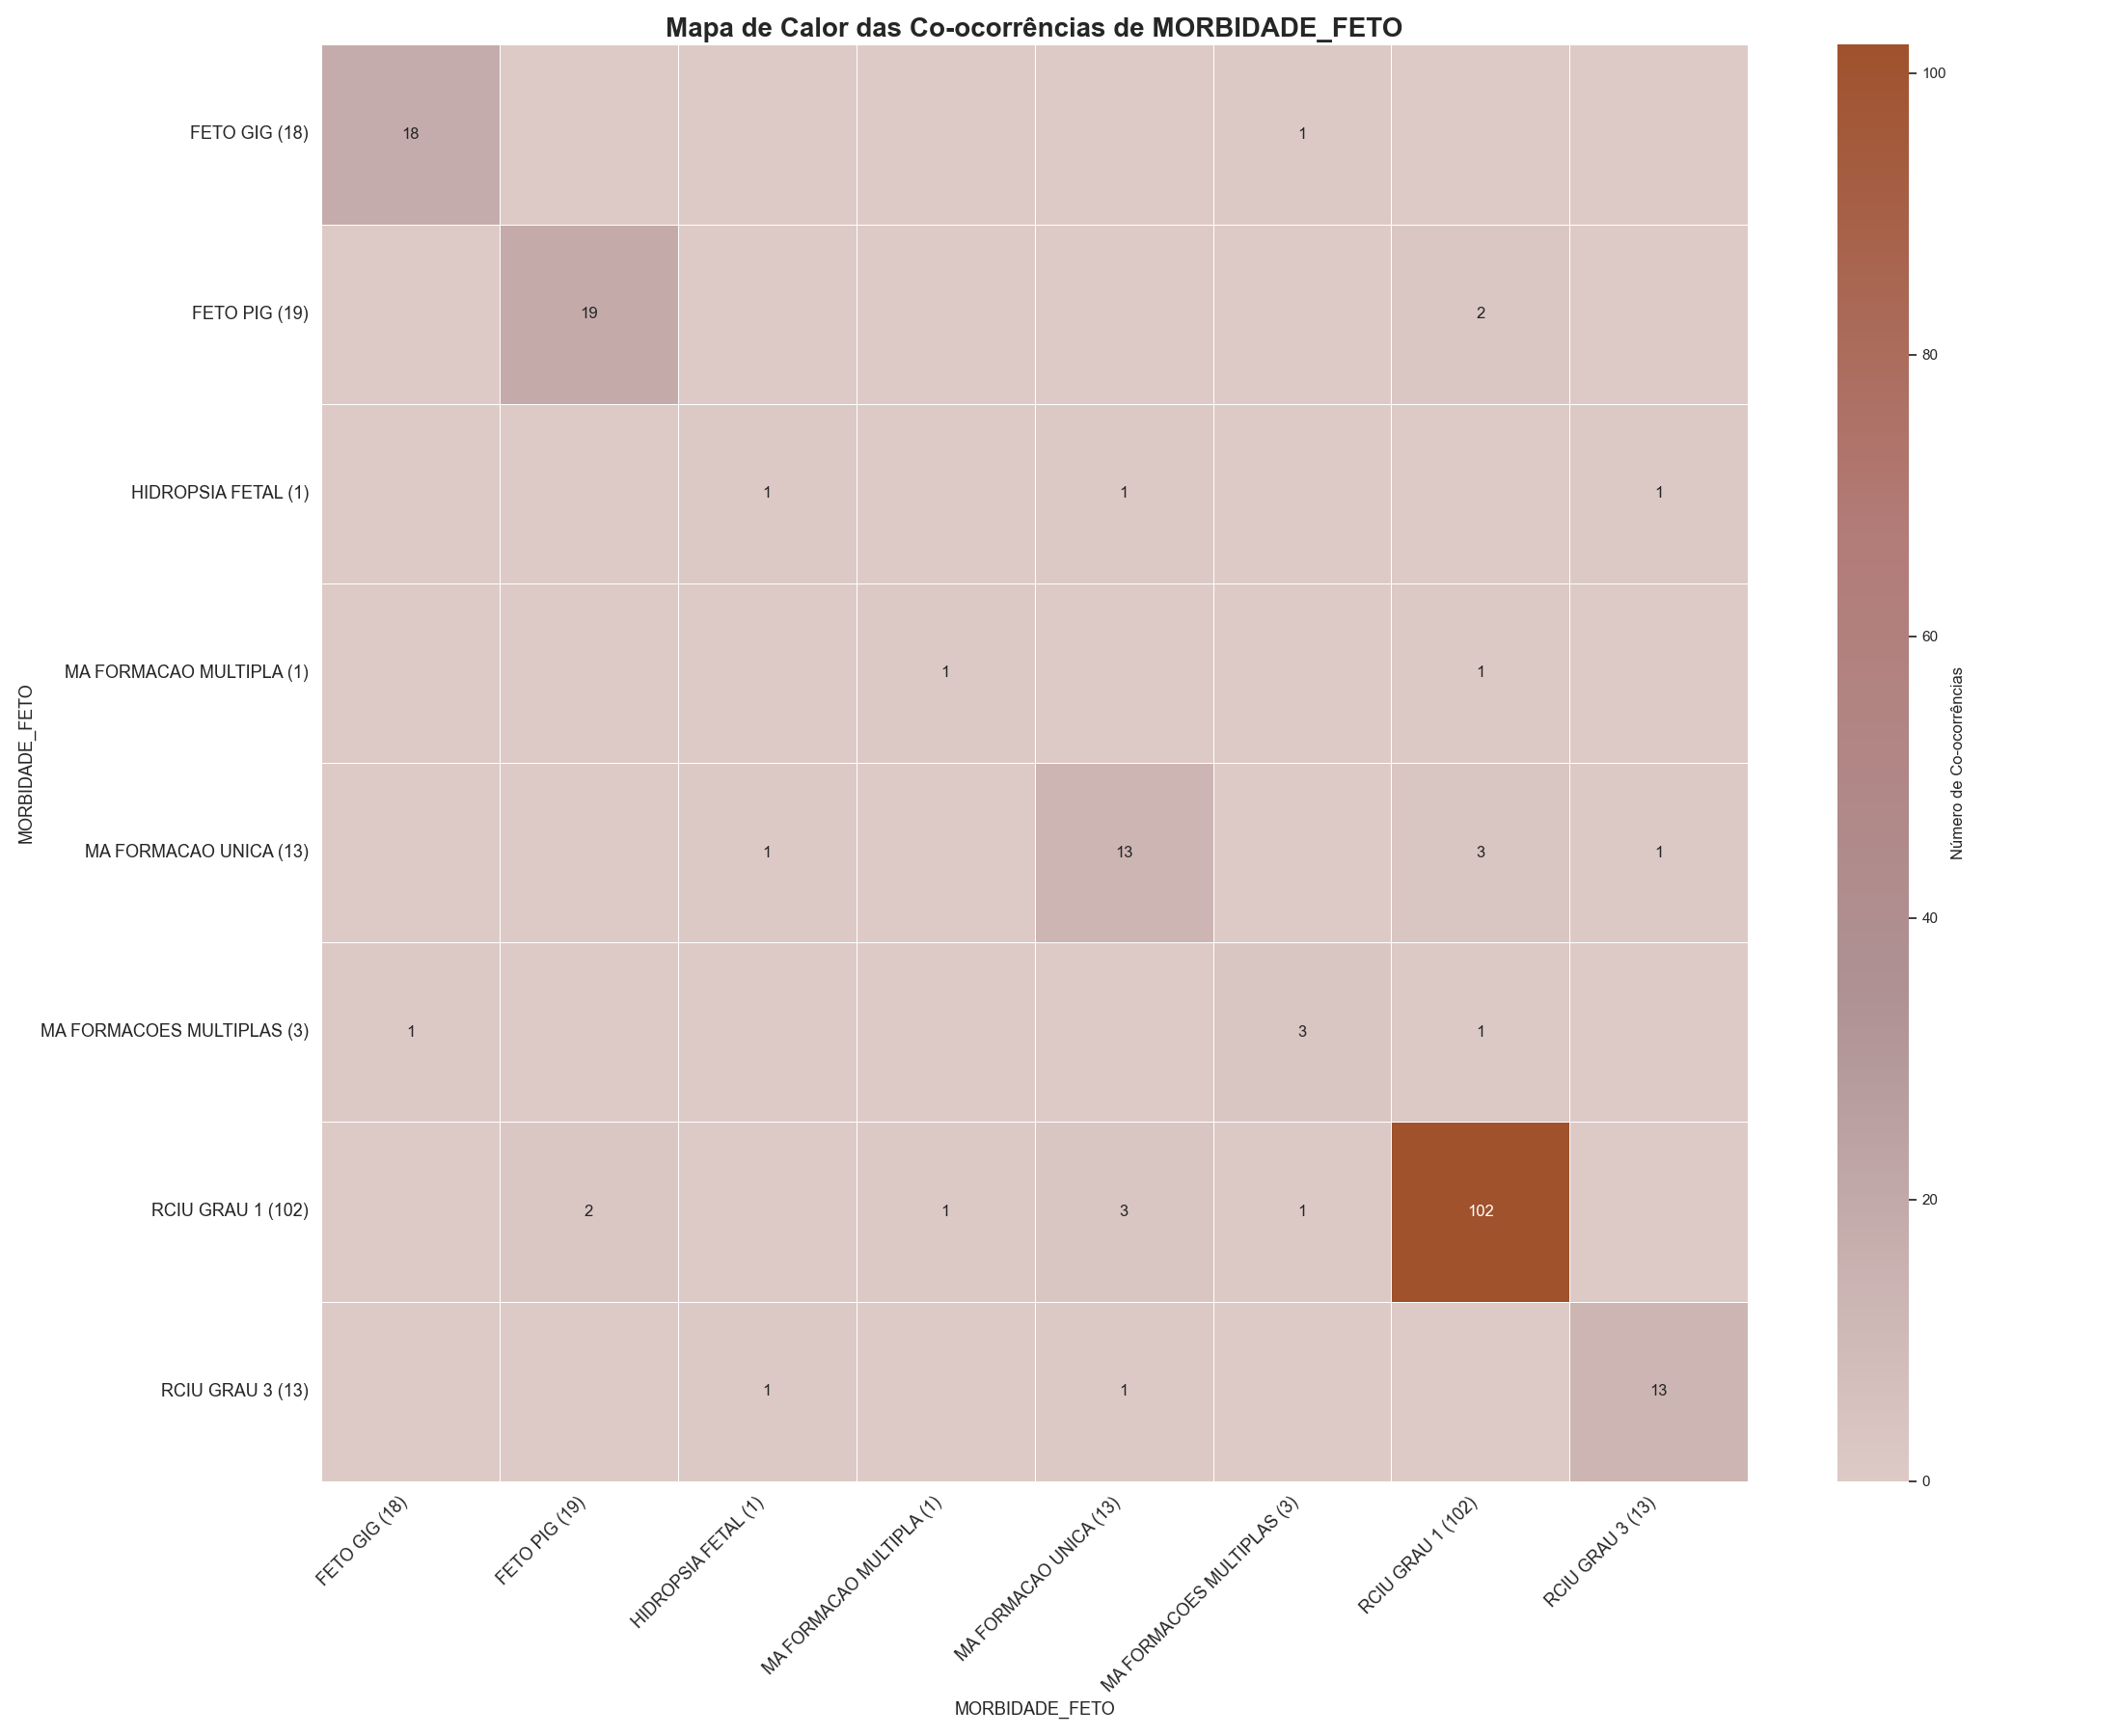 Mapa de Calor das Co-ocorrências de MORBIDADE_FETO
FETO GIG (18)
18
1
FETO PIG (19)
19
2
HIDROPSIA FETAL (1)
1
1
1
MA FORMACAO MULTIPLA (1)
1
1
MA FORMACAO UNICA (13)
1
13
3
1
MA FORMACOES MULTIPLAS (3)
1
3
1
RCIU GRAU 1 (102)
2
1
3
1
102
RCIU GRAU 3 (13)
1
1
13
MORBIDADE_FETO
FETO GIG (18)
FETO PIG (19)
HIDROPSIA FETAL (1)
MA FORMACAO MULTIPLA (1)
MA FORMACAO UNICA (13)
MA FORMACOES MULTIPLAS (3)
RCIU GRAU 1 (102)
RCIU GRAU 3 (13)
MORBIDADE_FETO
100
80
60
40
20
0
Número de Co-ocorrências